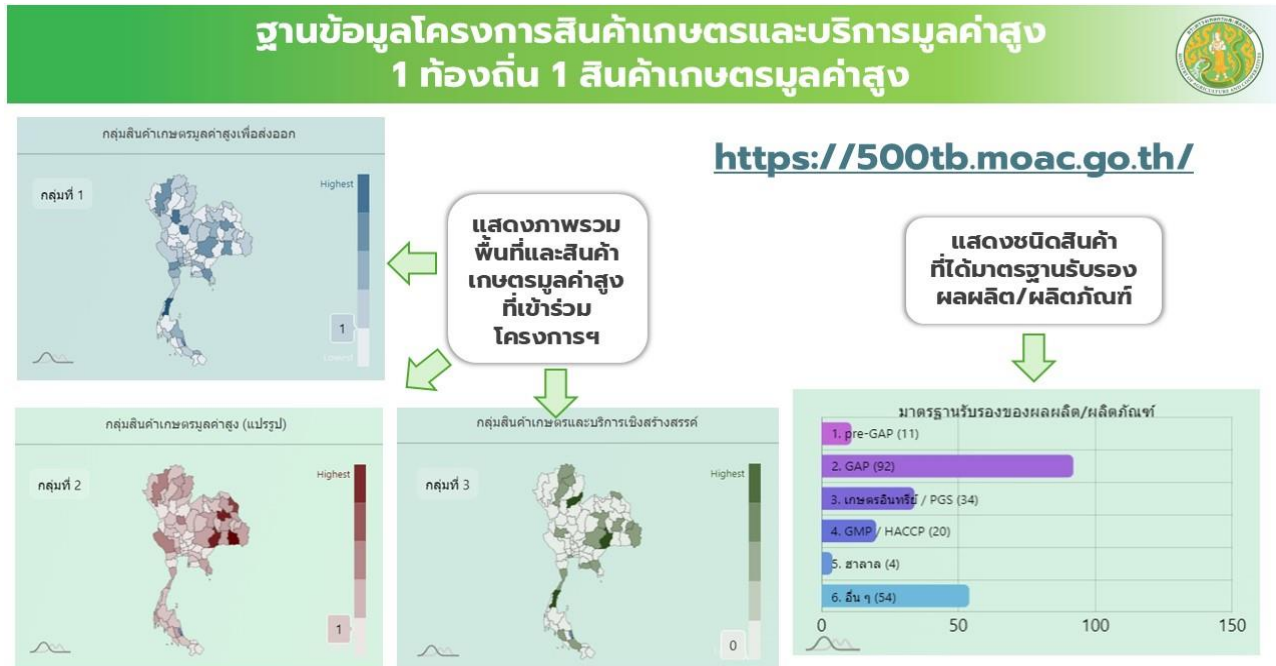 ฐานข้อมูลโครงการสินค้าเกษตรและบริการมูลค่าสูง
1 ท้องถิ่น 1 สินค้าเกษตรมูลค่าสูง
กลุ่มสินค้าเกษตรมูลค่าสูงเพื่อส่งออก
กลุ่มที่ 1
Highest
1
Lowest
https://500tb.moac.go.th/
แสดงภาพรวม
พื้นที่และสินค้า
เกษตรมูลค่าสูง
ที่เข้าร่วม
โครงการฯ
แสดงชนิดสินค้า
ที่ได้มาตรฐานรับรอง
ผลผลิต/ผลิตภัณฑ์
กลุ่มสินค้าเกษตรมูลค่าสูง (แปรรูป)
กลุ่มที่ 2
Highest
1
กลุ่มสินค้าเกษตรและบริการเชิงสร้างสรรค์
กลุ่มที่ 3
Highest
0
มาตรฐานรับรองของผลผลิต/ผลิตภัณฑ์
1. pre-GAP (11)
2. GAP (92)
3. เกษตรอินทรีย์ / PGS (34)
4. GMP / HACCP (20)
5. ฮาลาล (4)
6. อื่น ๆ (54)
0 50 100 150